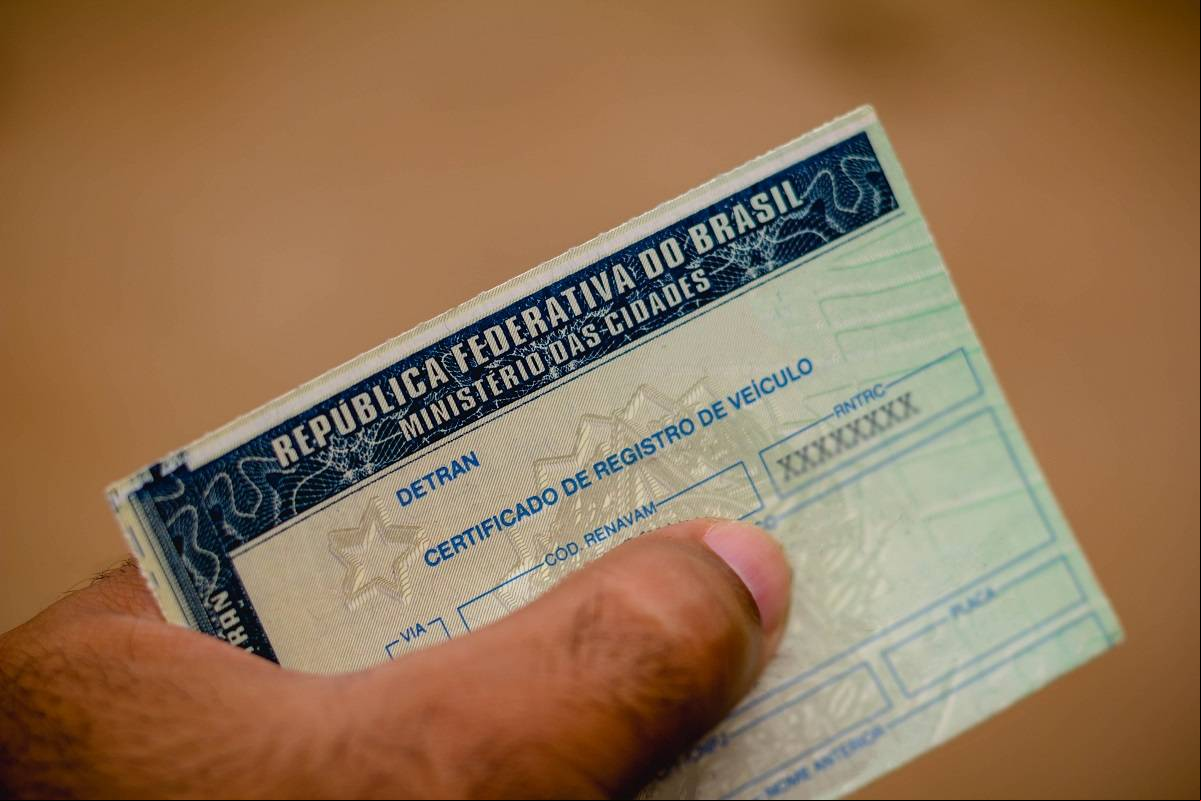 REPÚBLICA FEDERATIVA DO BRASIL
MINISTÉRIO DAS CIDADES
DETRAN
CERTIFICADO DE REGISTRO DE VEÍCULO
VIA
CÓD. RENAVAM
RNTRC
XXXXXXXX
PLACA
NOME ANTERIOR